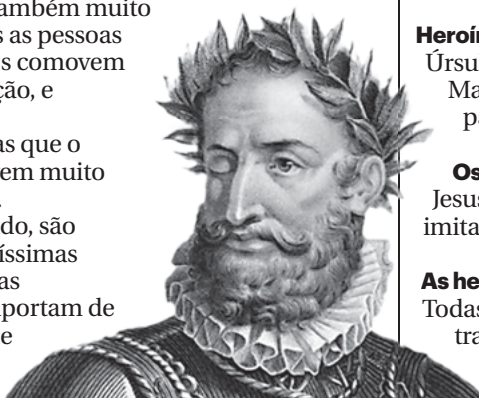 também muito
s as pessoas
s comovem
ção, e
as que o
em muito
do, são
íssimas
as
portam de
e
Heroín
Úrsu
Ma
pa
Os
Jesus
imita
As he
Todas
tra